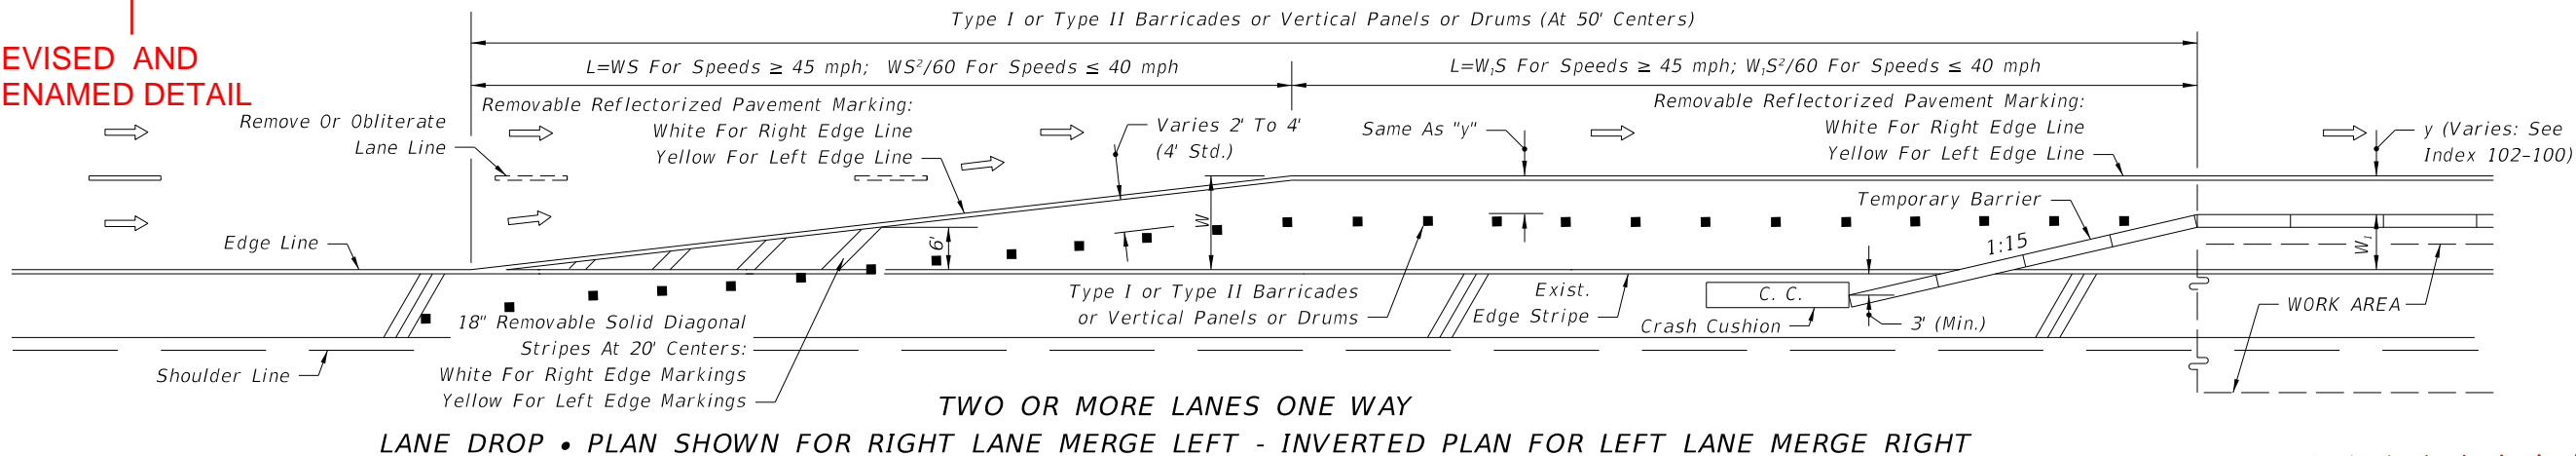 Type I or Type II Barricades or Vertical Panels or Drums (At 50' Centers)
EVISED AND
ENAMED DETAIL
L=WS For Speeds ≥ 45 mph; WS²/60 For Speeds ≤ 40 mph
L=W₁S For Speeds ≥ 45 mph; W₁S²/60 For Speeds ≤ 40 mph
Remove Or Obliterate
Lane Line
Removable Reflectorized Pavement Marking:
White For Right Edge Line
Yellow For Left Edge Line
Varies 2' To 4'
(4' Std.)
Same As "y"
Removable Reflectorized Pavement Marking:
White For Right Edge Line
Yellow For Left Edge Line
y (Varies: See
Index 102-100)
Temporary Barrier
Edge Line
6'
W
1:15
W₁
Type I or Type II Barricades
or Vertical Panels or Drums
Exist.
Edge Stripe
C. C.
Crash Cushion
3' (Min.)
WORK AREA
18" Removable Solid Diagonal
Stripes At 20' Centers:
White For Right Edge Markings
Yellow For Left Edge Markings
Shoulder Line
TWO OR MORE LANES ONE WAY
LANE DROP • PLAN SHOWN FOR RIGHT LANE MERGE LEFT - INVERTED PLAN FOR LEFT LANE MERGE RIGHT